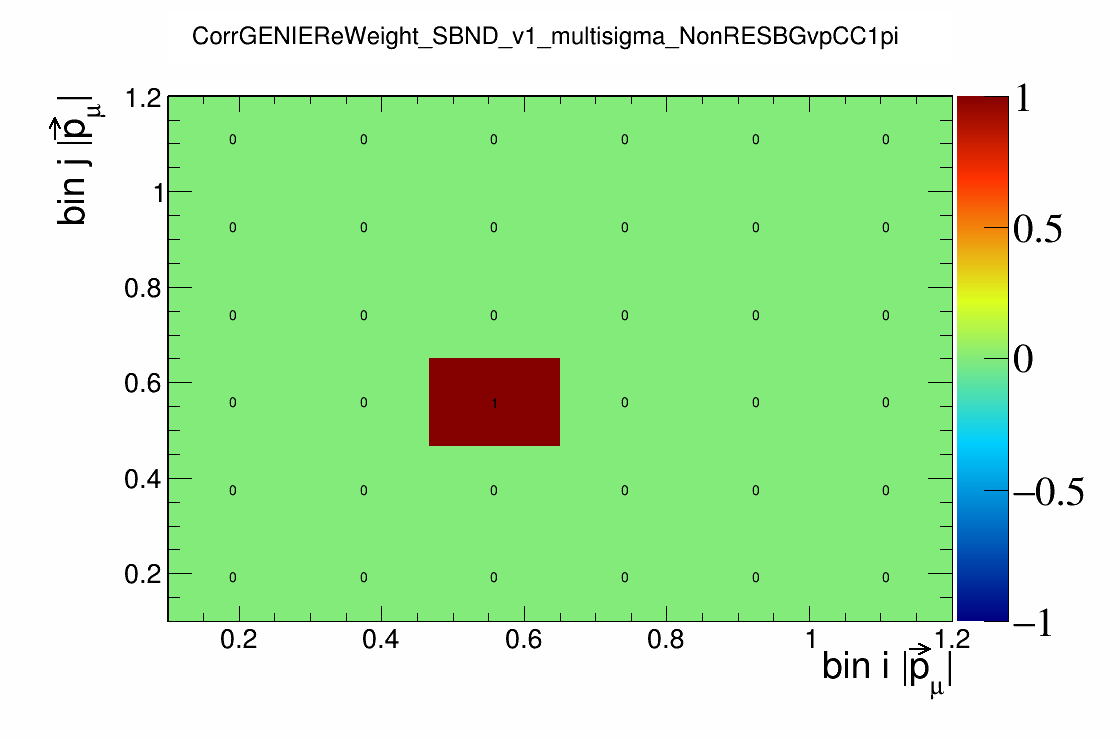 CorrGENIEReWeight_SBND_v1_multisigma_NonRESBGvpCC1pi
bin j |p⃗μ|
1.2
1
0.8
0.6
0.4
0.2
0 0 0 0 0 0
0 0 0 0 0 0
0 0 0 0 0 0
0 0 1 0 0 0
0 0 0 0 0 0
0 0 0 0 0 0
0.2 0.4 0.6 0.8 1 1.2
bin i |p⃗μ|
1
0.5
0
−0.5
−1